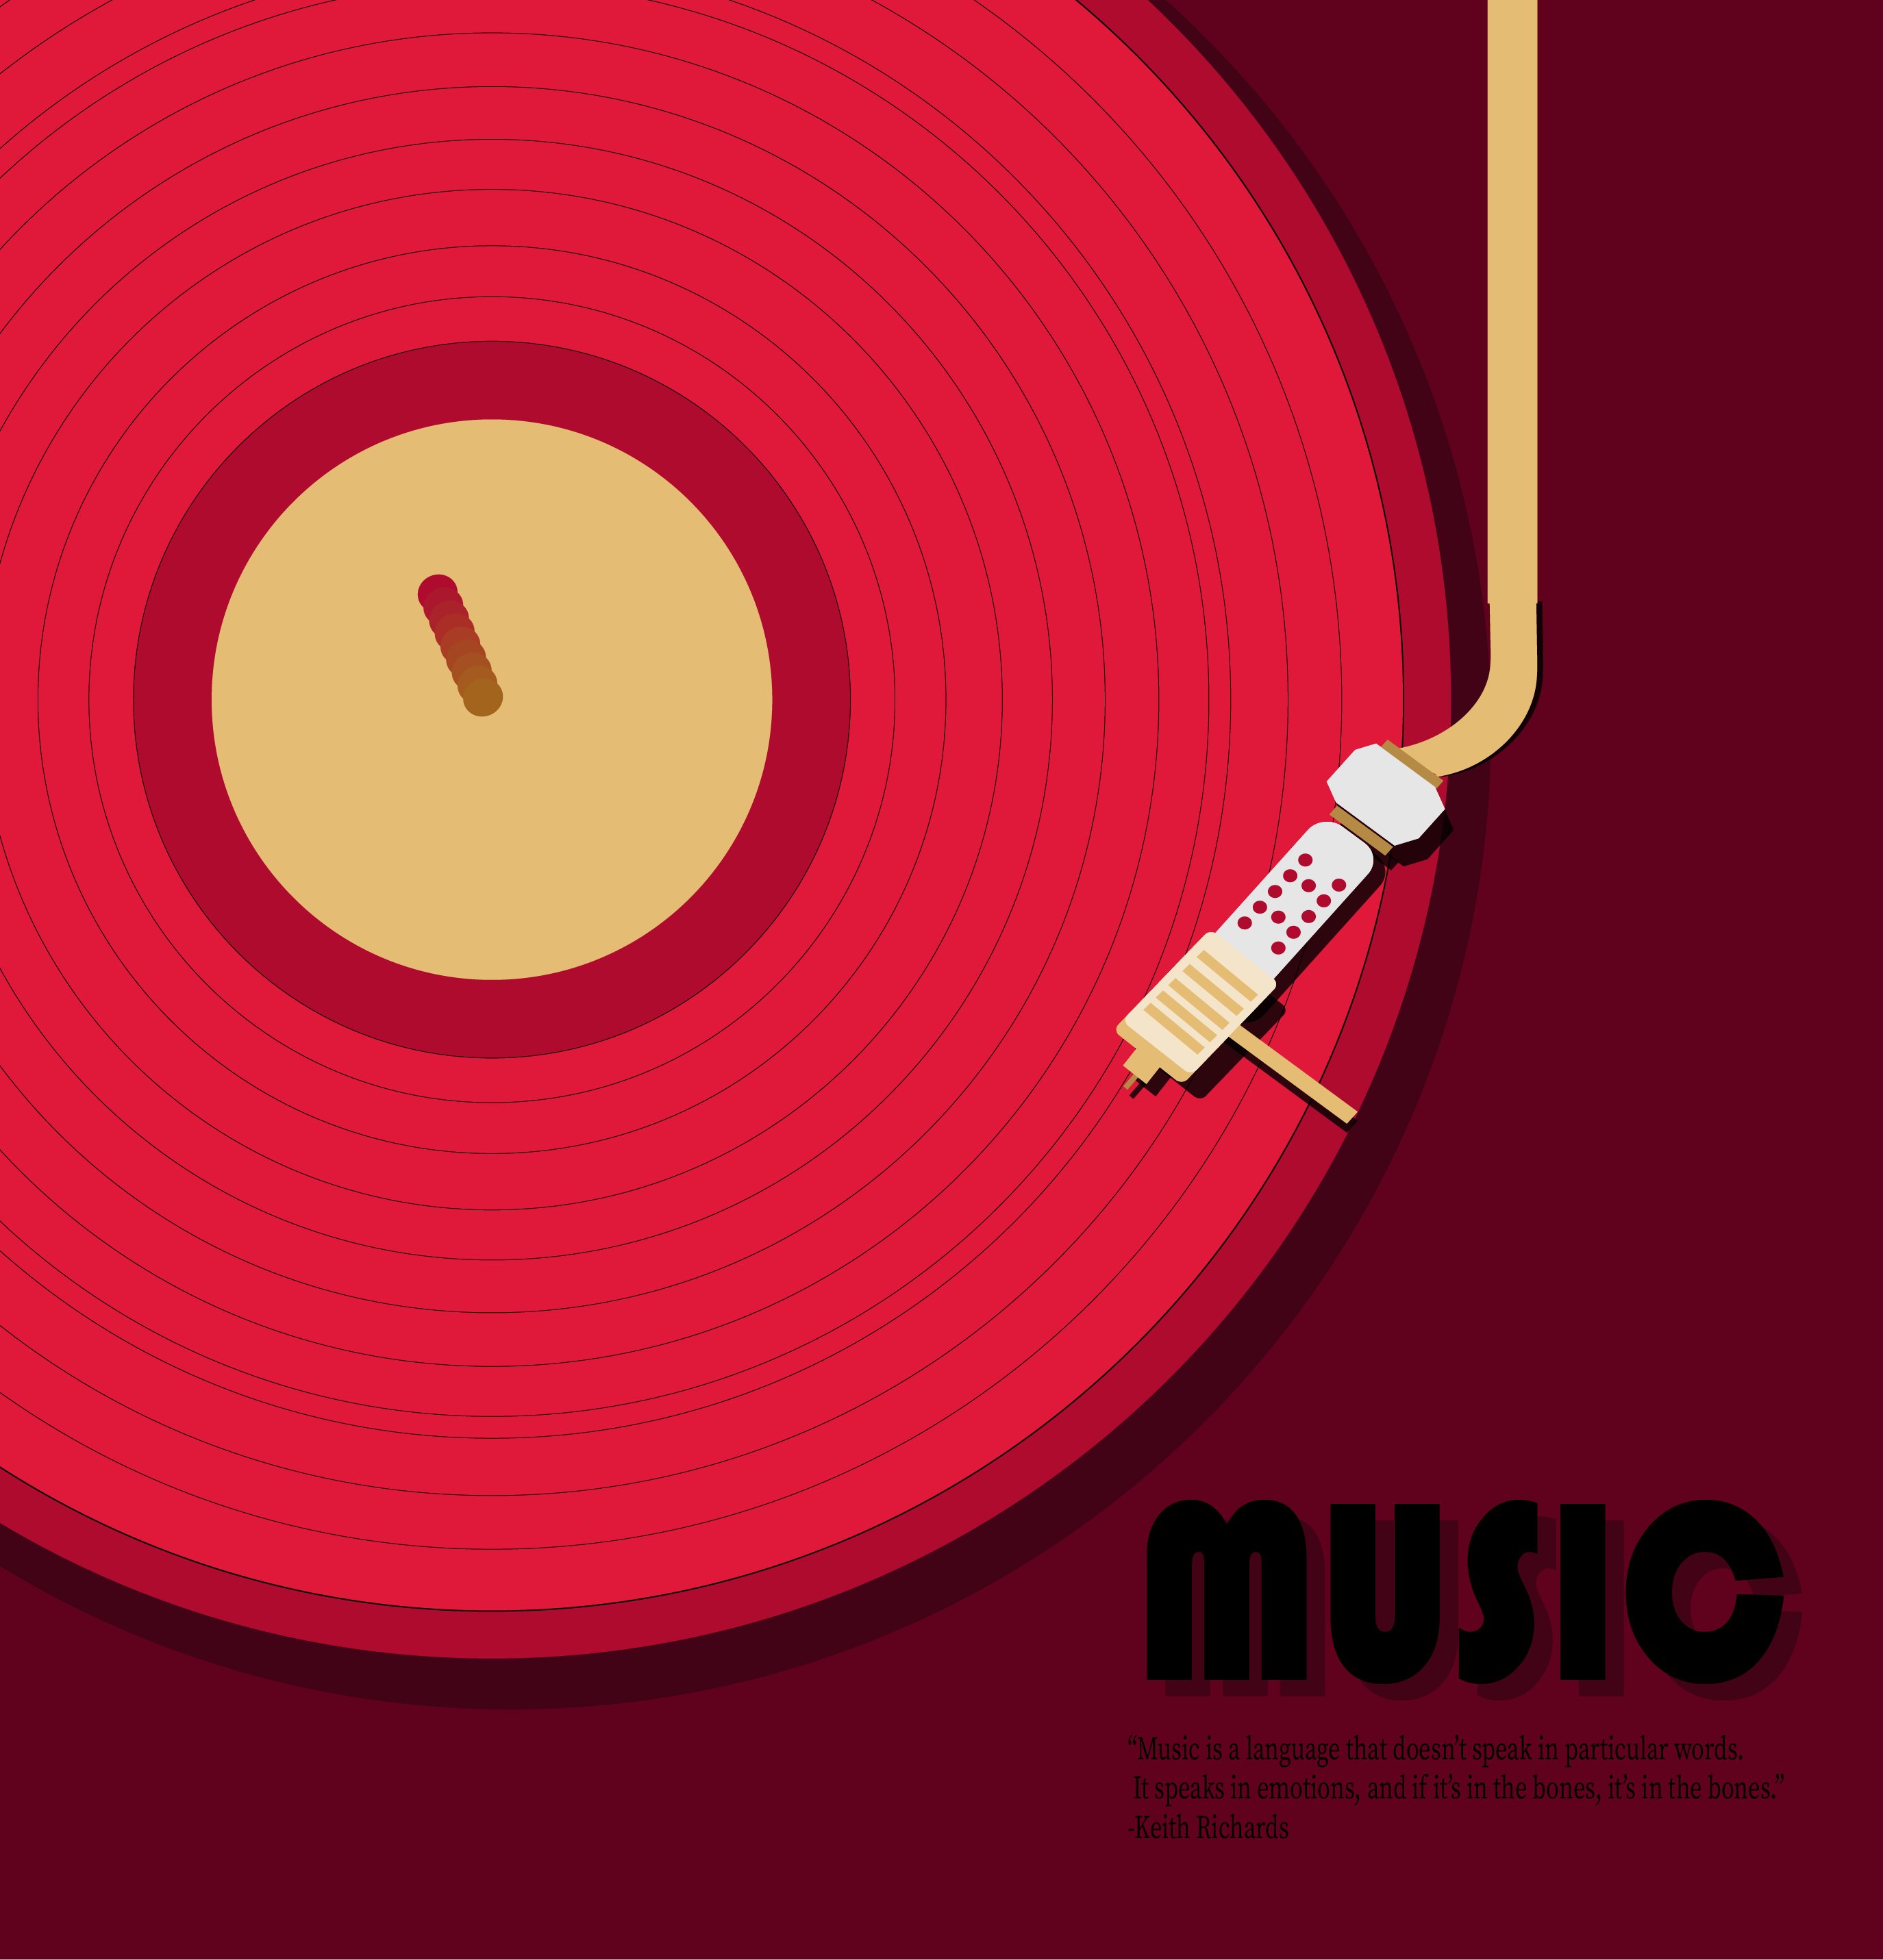 MUSIC
“Music is a language that doesn’t speak in particular words.
It speaks in emotions, and if it’s in the bones, it’s in the bones.”
-Keith Richards